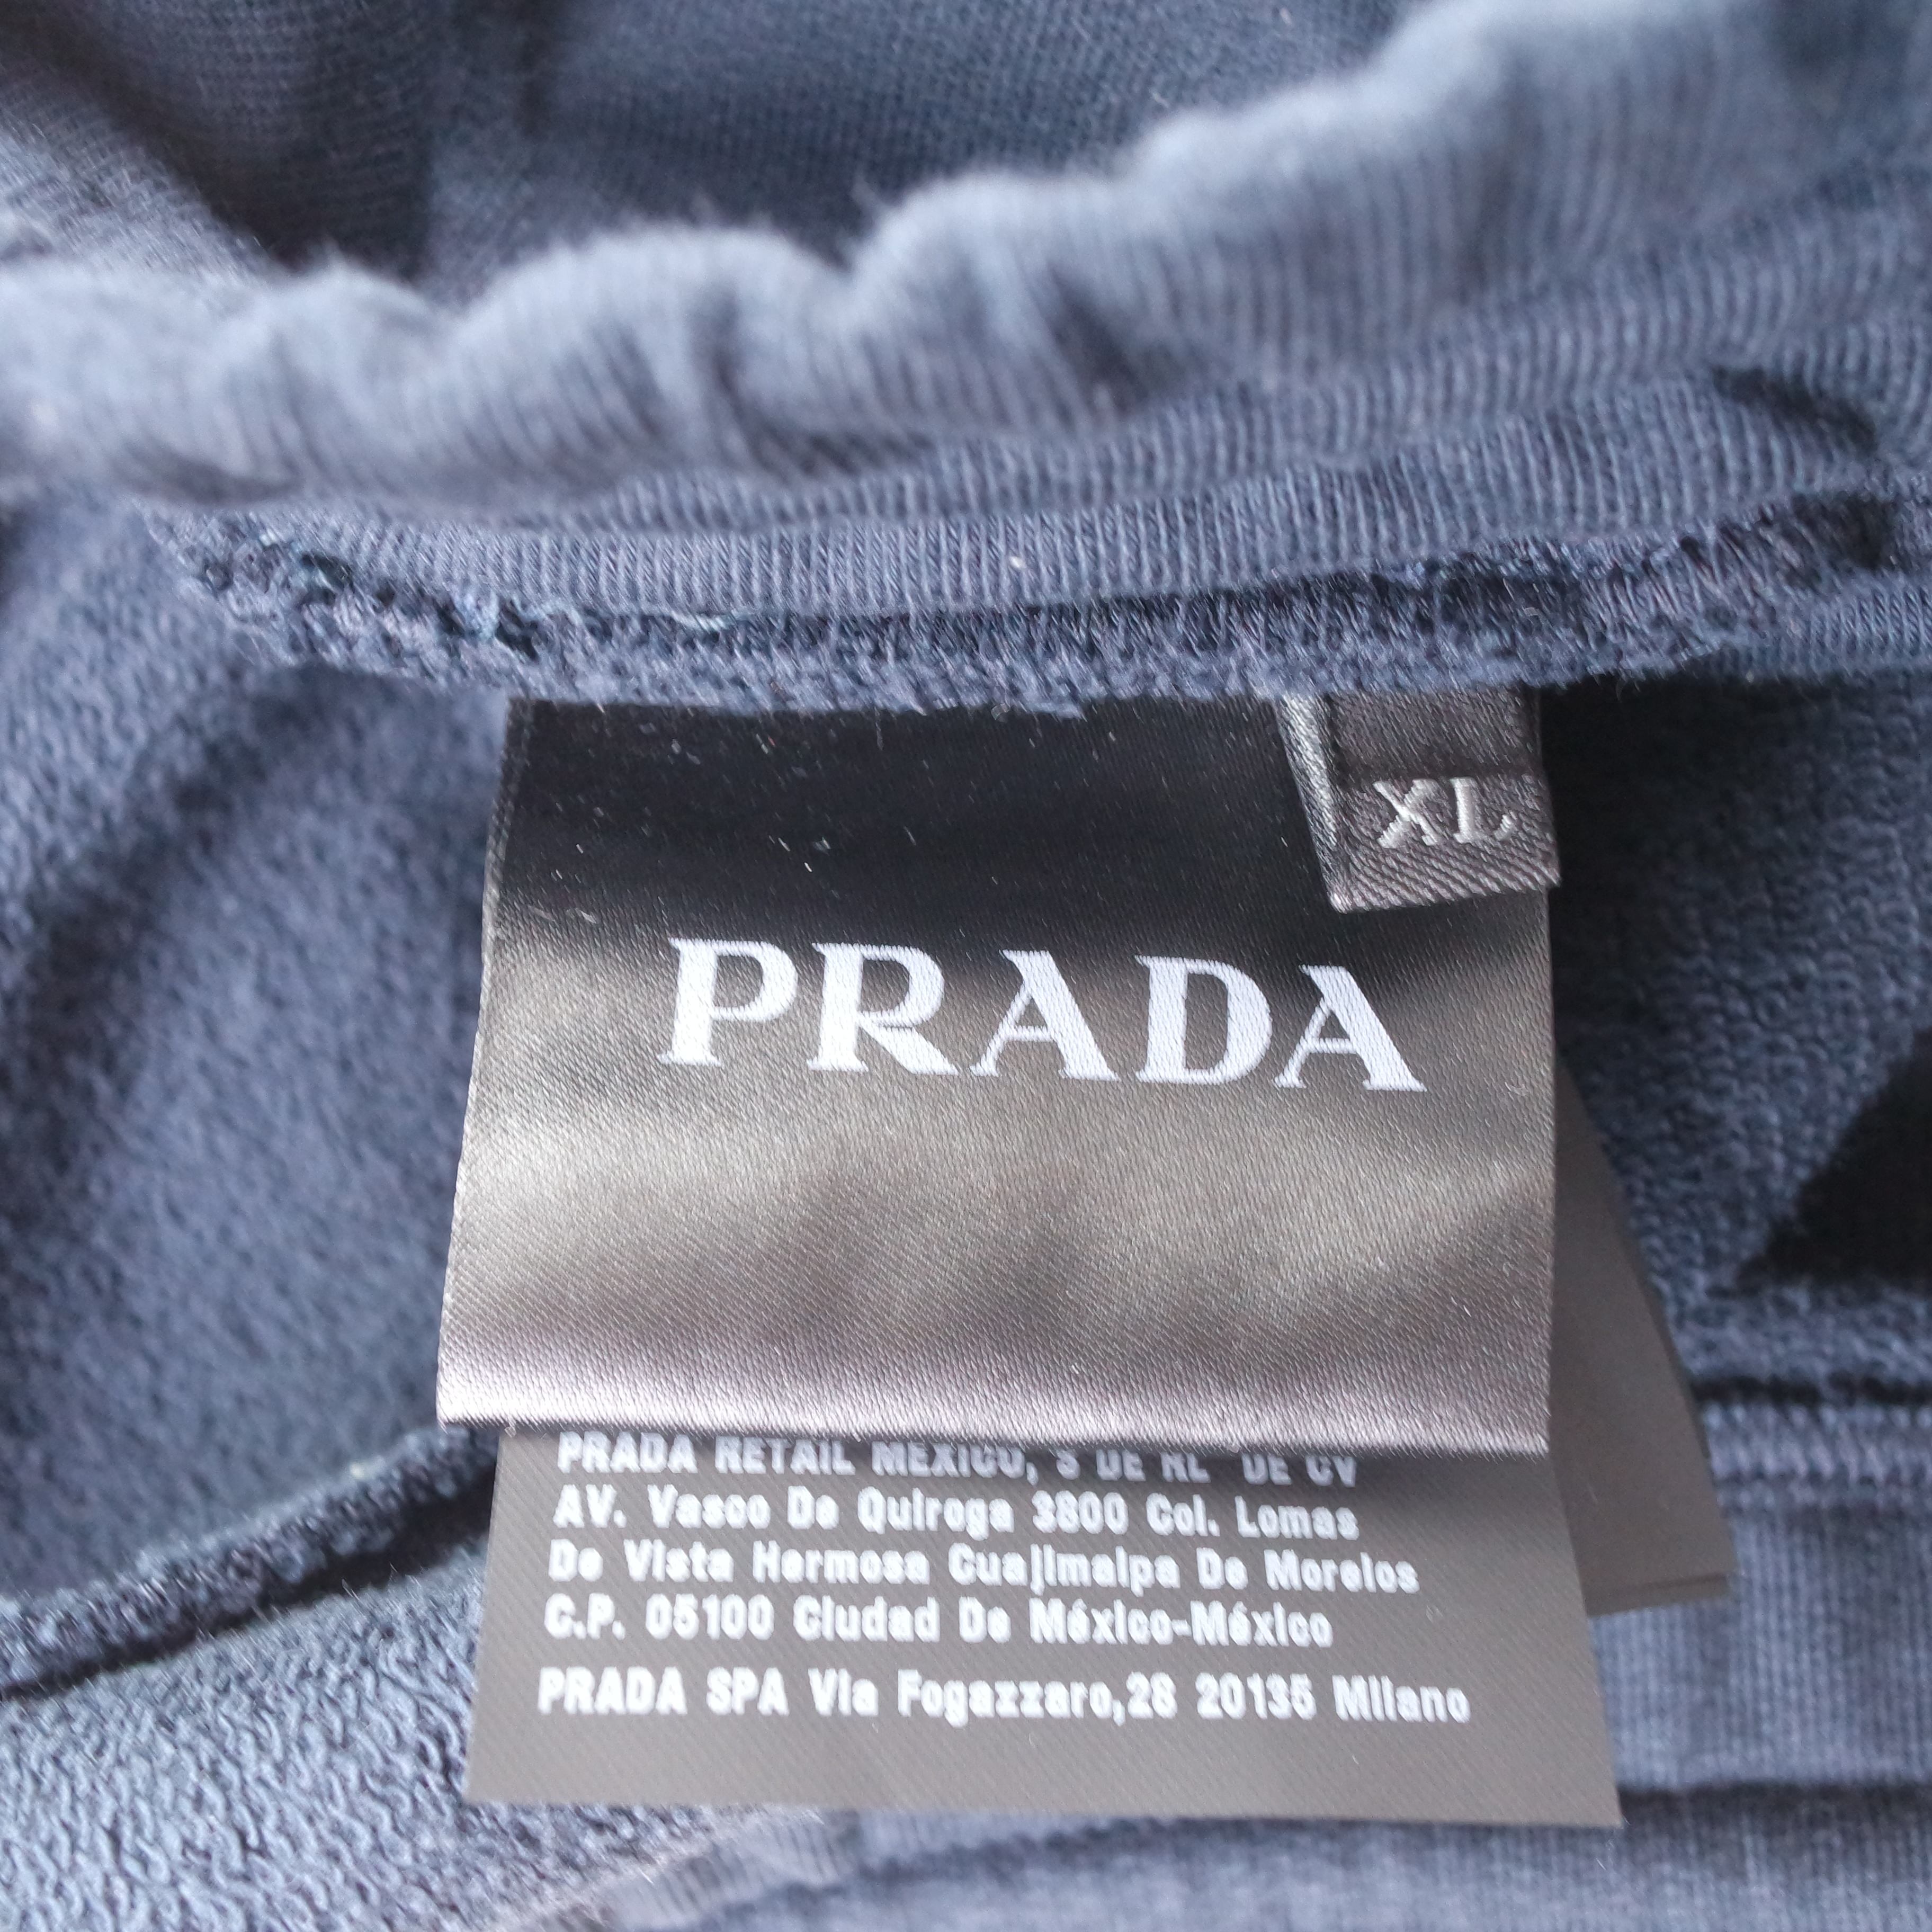 XL
PRADA
PRADA RETAIL MEXICO, S DE RL DE CV
AV. Vasco De Quiroga 3800 Col. Lomas
De Vista Hermosa Cuajimalpa De Morelos
C.P. 05100 Ciudad De México-México
PRADA SPA Via Fogazzaro,28 20135 Milano